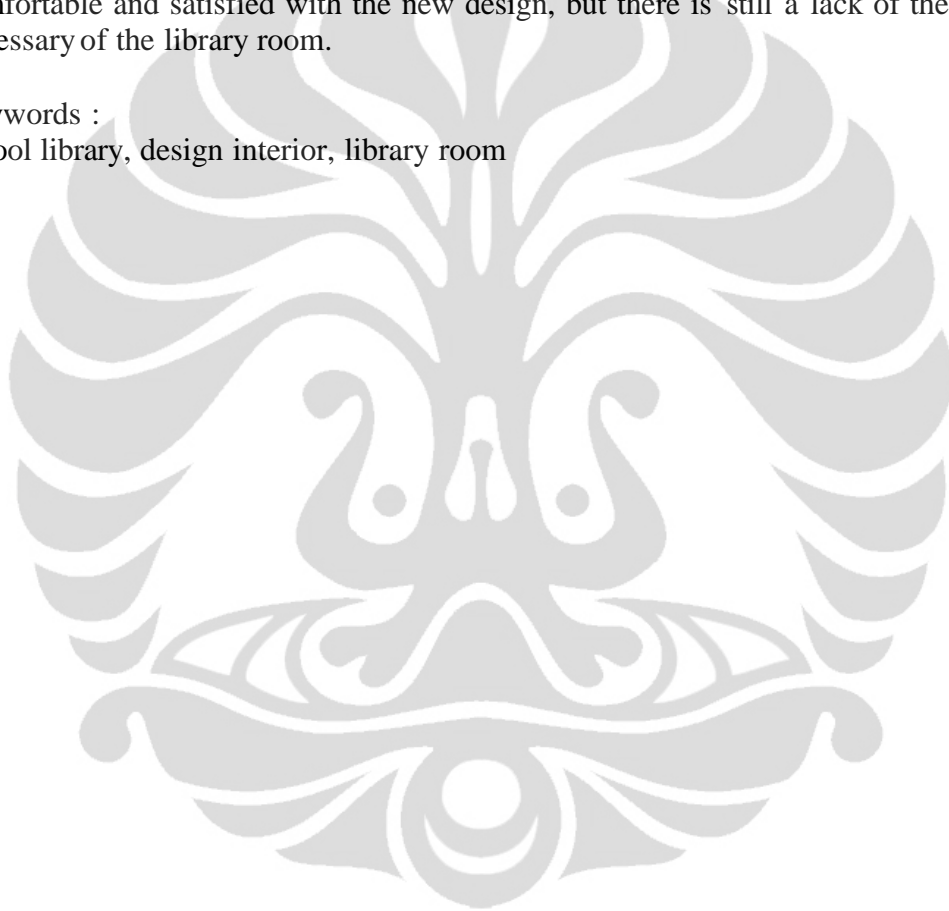 nfortable and satisfied with the new design, but there is still a lack of the
essary of the library room.
ywords :
ool library, design interior, library room